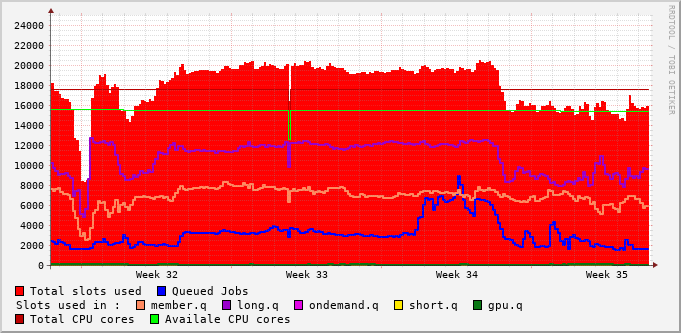 24000
22000
20000
18000
16000
14000
12000
10000
8000
6000
4000
2000
0
Week 32 Week 33 Week 34 Week 35
Total slots used Queued Jobs
Slots used in : member.q long.q ondemand.q short.q gpu.q
Total CPU cores Availale CPU cores
RRDTOOL / TOBI OETIKER